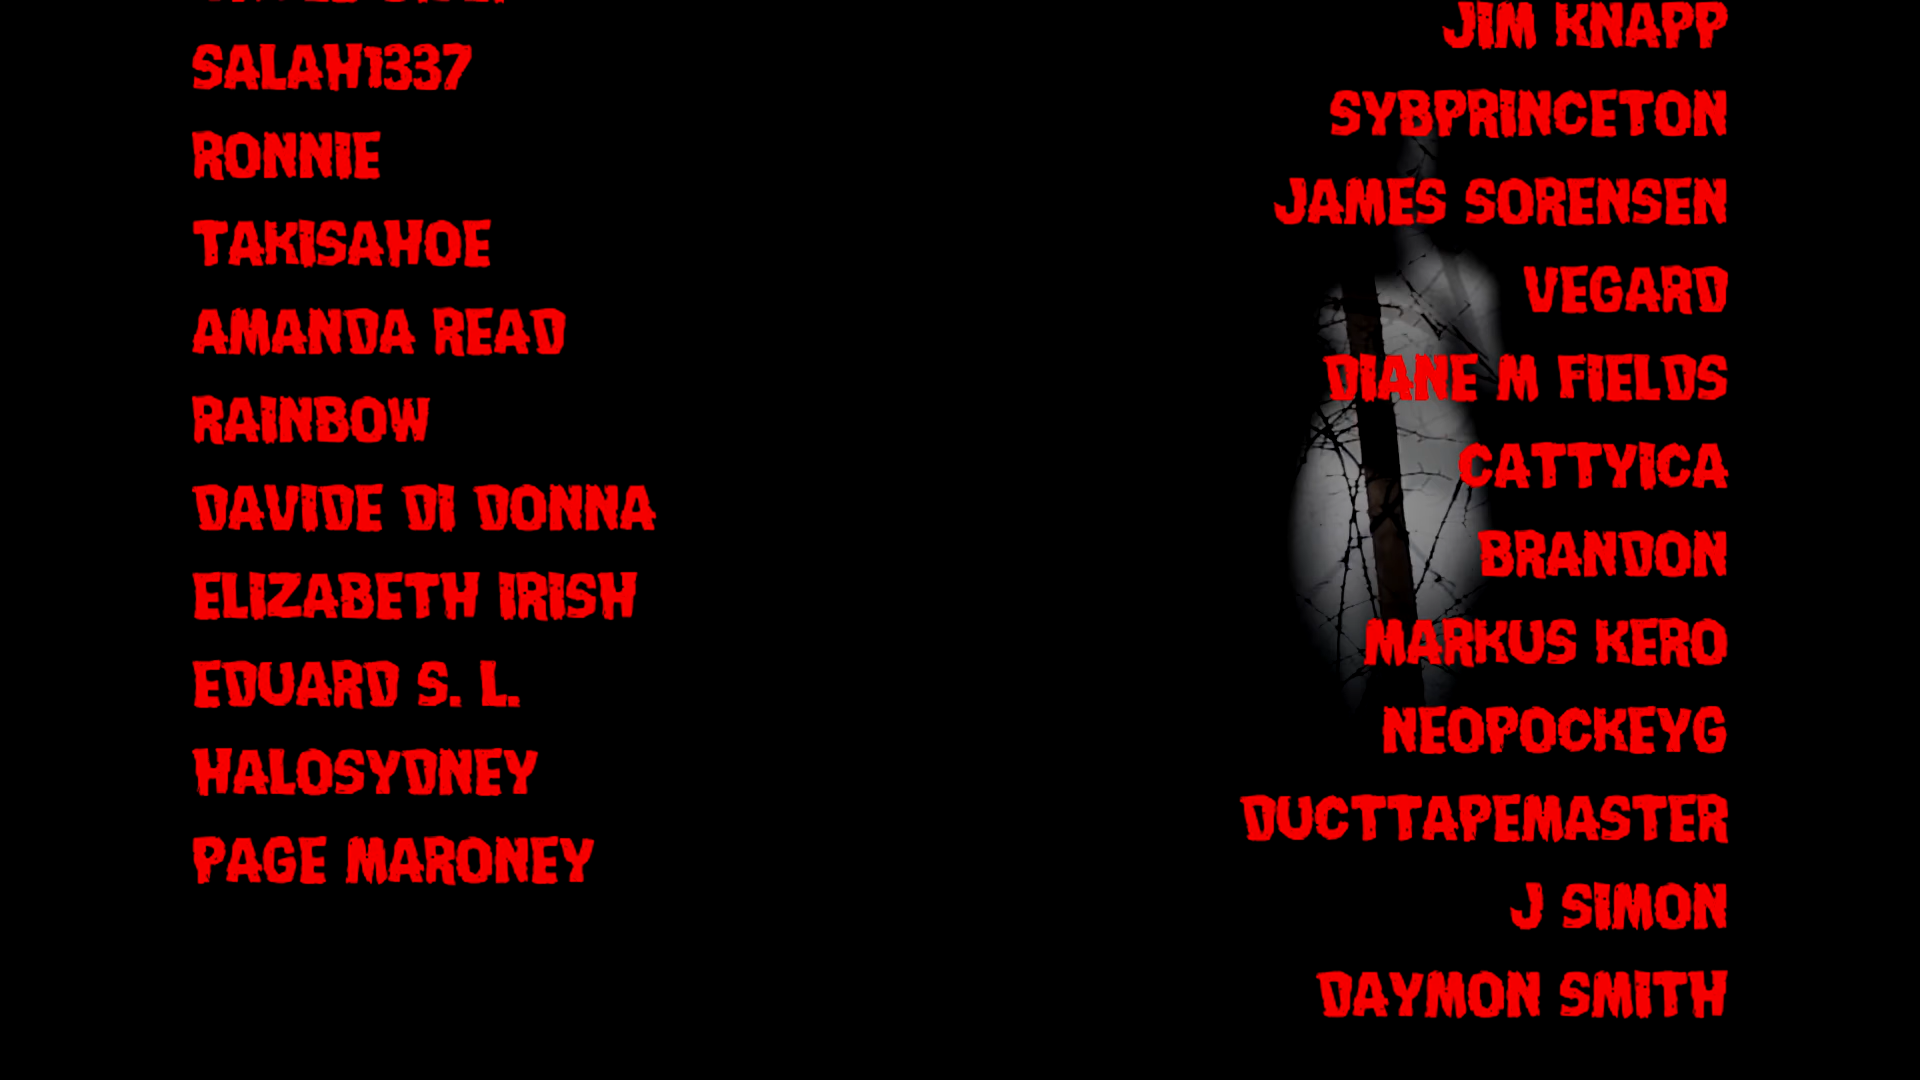 SALAH1337
RONNIE
TAKISAHOE
AMANDA READ
RAINBOW
DAVIDE DI DONNA
ELIZABETH IRISH
EDUARD S. L.
HALOSYDNEY
PAGE MARONEY
JIM KNAPP
SYBPRINCETON
JAMES SORENSEN
VEGARD
DIANE M FIELDS
CATTYICA
BRANDON
MARKUS KERO
NEOPOCKEYG
DUCTTAPEMASTER
J SIMON
DAYMON SMITH